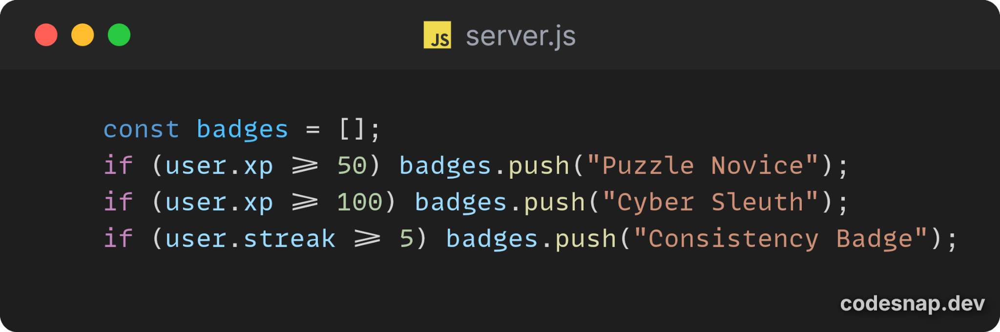 JS server.js
const badges = [];
if (user.xp >= 50) badges.push("Puzzle Novice");
if (user.xp >= 100) badges.push("Cyber Sleuth");
if (user.streak >= 5) badges.push("Consistency Badge");
codesnap.dev